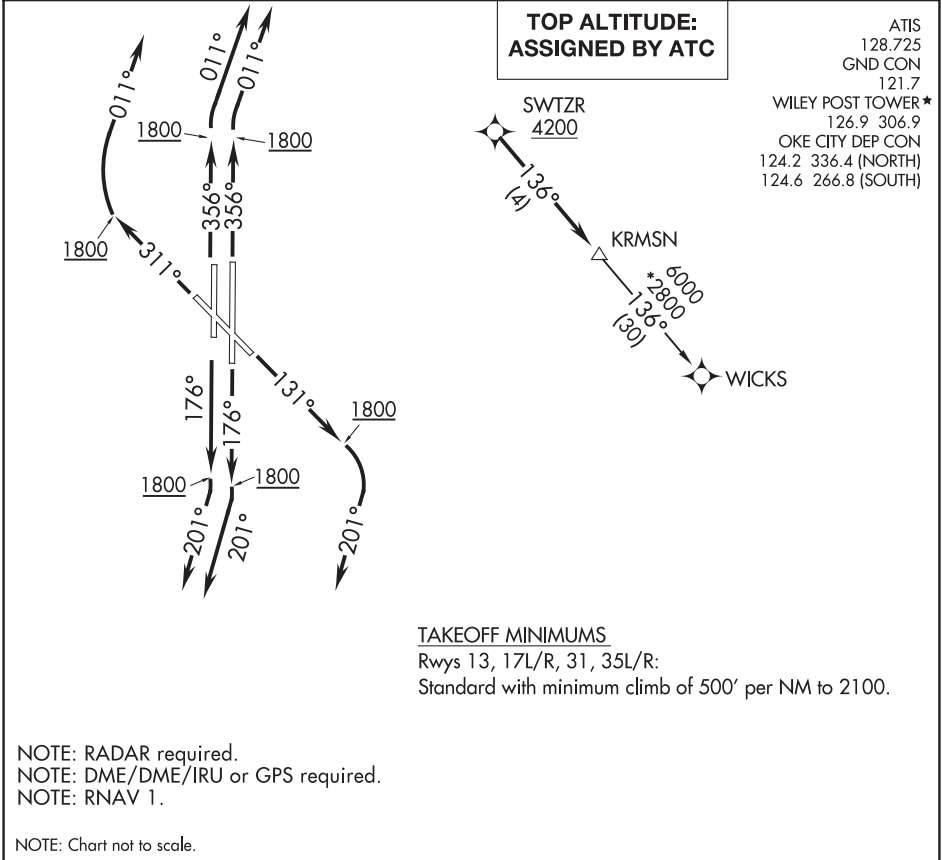 TOP ALTITUDE:
ASSIGNED BY ATC
ATIS
128.725
GND CON
121.7
WILEY POST TOWER★
126.9 306.9
OKE CITY DEP CON
124.2 336.4 (NORTH)
124.6 266.8 (SOUTH)
011°
011°
011°
1800
1800
356°
356°
1800
311°
176°
176°
131°
1800
1800
1800
201°
201°
201°
SWTZR
4200
136°
(4)
KRMSN
6000
*2800
136°
(30)
WICKS
TAKEOFF MINIMUMS
Rwys 13, 17L/R, 31, 35L/R:
Standard with minimum climb of 500' per NM to 2100.
NOTE: RADAR required.
NOTE: DME/DME/IRU or GPS required.
NOTE: RNAV 1.
NOTE: Chart not to scale.